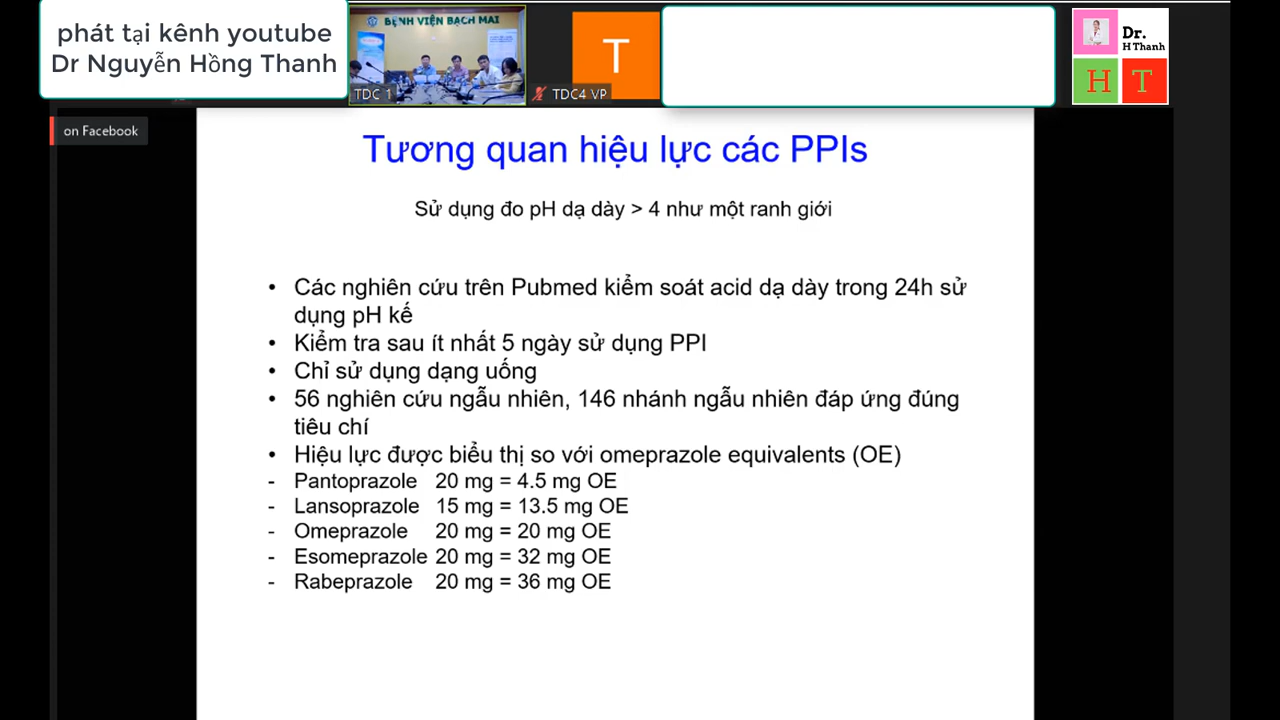 phát tại kênh youtube
Dr Nguyễn Hồng Thanh
BỆNH VIỆN BẠCH MAI
TDC 1
T
TDC4 VP
Dr.
H Thanh
H T
on Facebook
Tương quan hiệu lực các PPIs
Sử dụng đo pH dạ dày > 4 như một ranh giới
• Các nghiên cứu trên Pubmed kiểm soát acid dạ dày trong 24h sử
dụng pH kế
• Kiểm tra sau ít nhất 5 ngày sử dụng PPI
• Chỉ sử dụng dạng uống
• 56 nghiên cứu ngẫu nhiên, 146 nhánh ngẫu nhiên đáp ứng đúng
tiêu chí
• Hiệu lực được biểu thị so với omeprazole equivalents (OE)
- Pantoprazole 20 mg = 4.5 mg OE
- Lansoprazole 15 mg = 13.5 mg OE
- Omeprazole 20 mg = 20 mg OE
- Esomeprazole 20 mg = 32 mg OE
- Rabeprazole 20 mg = 36 mg OE